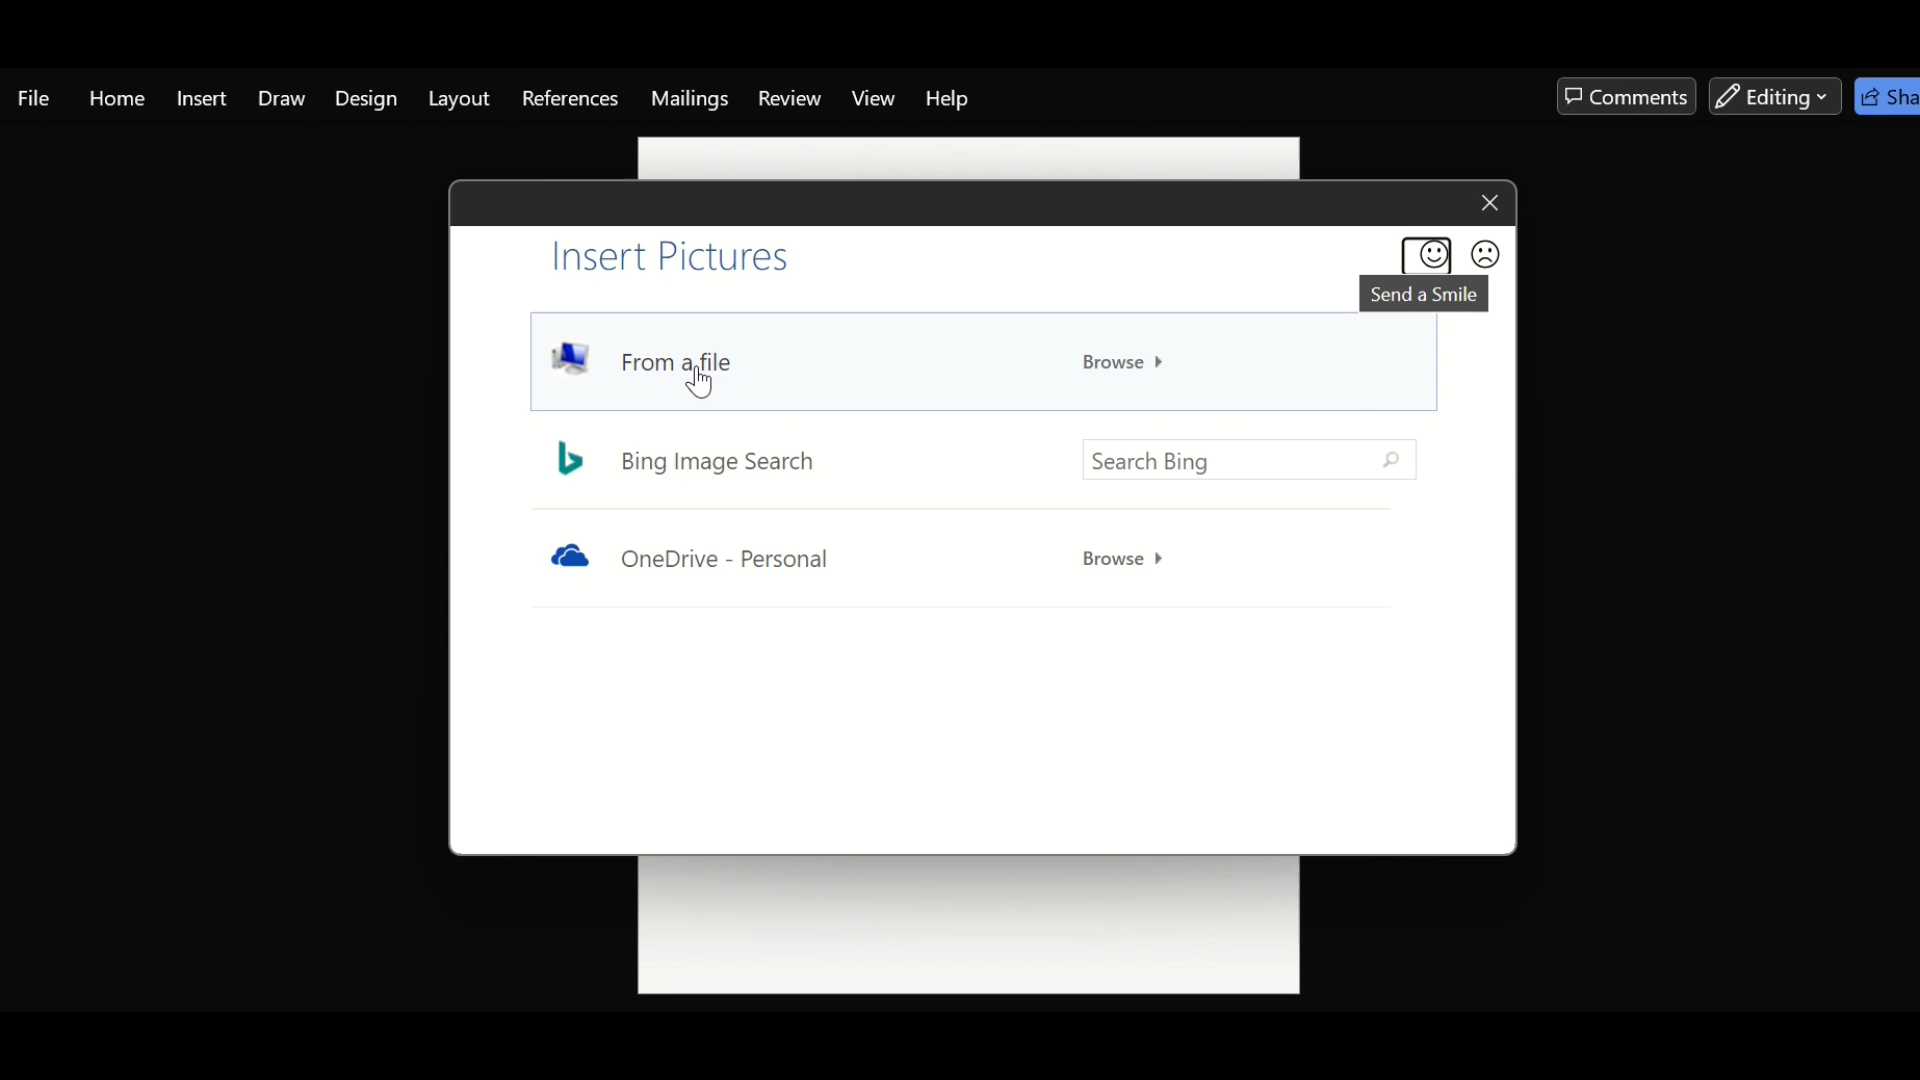 File Home Insert Draw Design Layout References Mailings Review View Help Comments Editing Sha
Insert Pictures
Send a Smile
From a file Browse
Bing Image Search Search Bing
OneDrive - Personal Browse